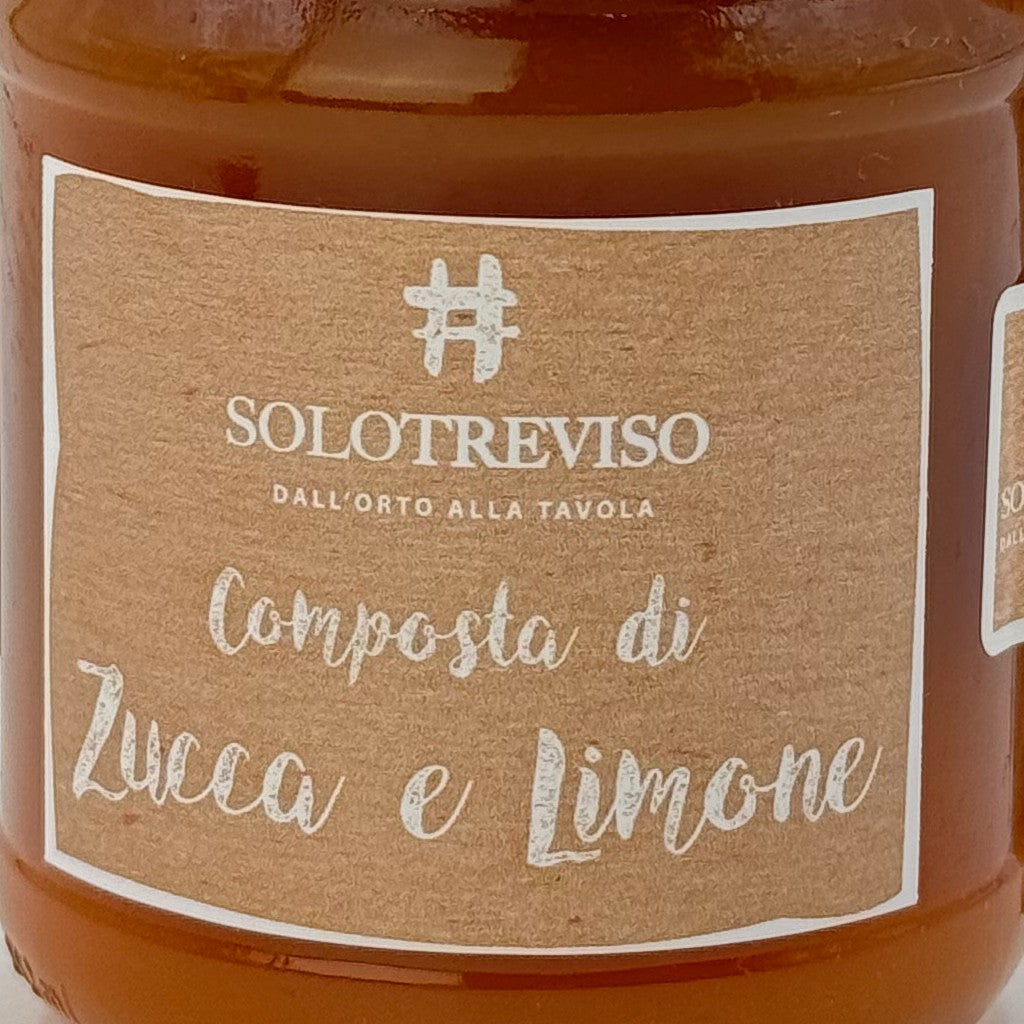 #
SOLOTREVISO
DALL'ORTO ALLA TAVOLA
Composta di
Zucca e Limone